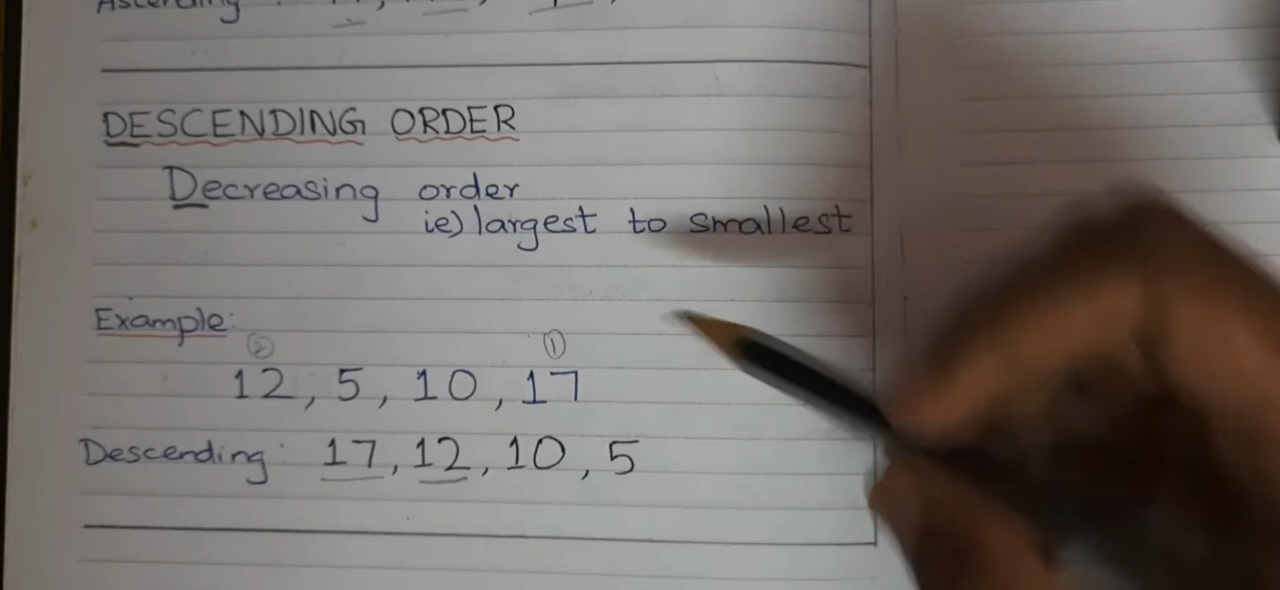 Ascending :
DESCENDING ORDER
Decreasing order
ie) largest to smallest
Example:
② ①
12, 5, 10, 17
Descending: 17, 12, 10, 5